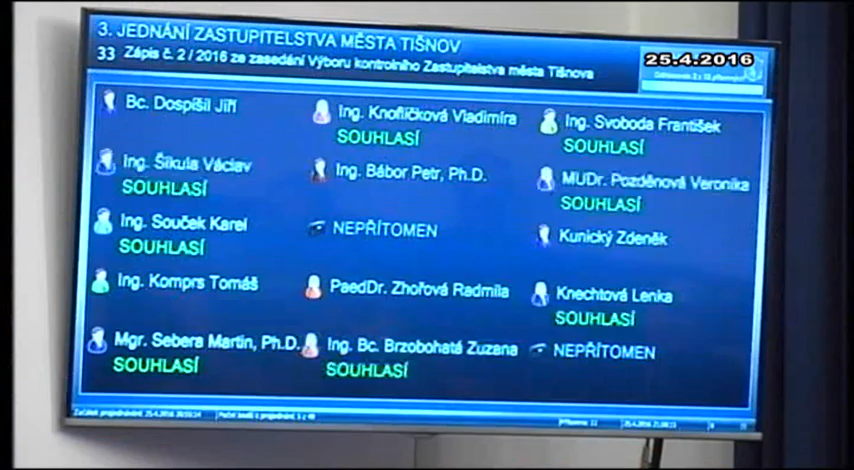 3. JEDNÁNÍ ZASTUPITELSTVA MĚSTA TIŠNOV
33 Zápis č. 2 / 2016 ze zasedání Výboru kontrolního Zastupitelstva města Tišnova
25.4.2016
Bc. Dospíšil Jiří
Ing. Knoflíčková Vladimíra
SOUHLASÍ
Ing. Svoboda František
SOUHLASÍ
Ing. Šikula Václav
SOUHLASÍ
Ing. Bábor Petr, Ph.D.
MUDr. Pozděnová Veronika
SOUHLASÍ
Ing. Souček Karel
SOUHLASÍ
NEPŘÍTOMEN
Kunický Zdeněk
Ing. Komprs Tomáš
PaedDr. Zhořová Radmila
Knechtová Lenka
SOUHLASÍ
Mgr. Sebera Martin, Ph.D.
SOUHLASÍ
Ing. Bc. Brzobohatá Zuzana
SOUHLASÍ
NEPŘÍTOMEN